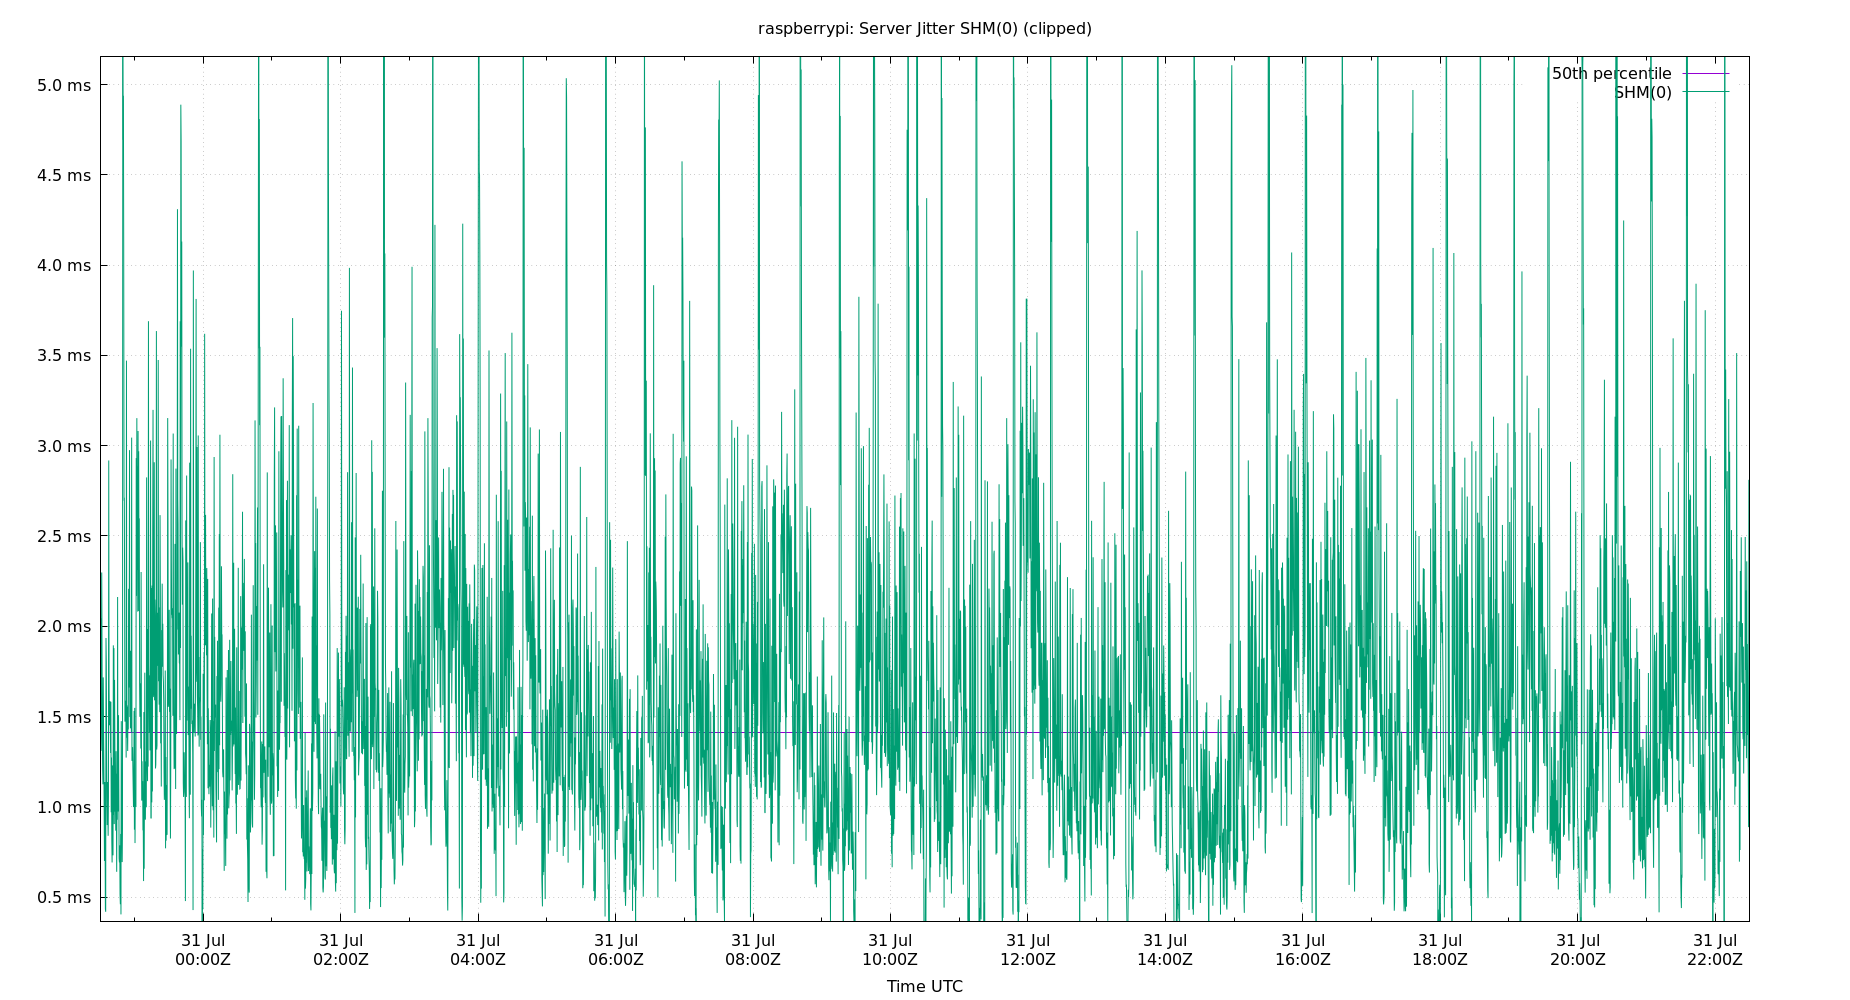 raspberrypi: Server Jitter SHM(0) (clipped)
50th percentile
SHM(0)
5.0 ms
4.5 ms
4.0 ms
3.5 ms
3.0 ms
2.5 ms
2.0 ms
1.5 ms
1.0 ms
0.5 ms
31 Jul 31 Jul 31 Jul 31 Jul 31 Jul 31 Jul 31 Jul 31 Jul 31 Jul 31 Jul 31 Jul 31 Jul
00:00Z 02:00Z 04:00Z 06:00Z 08:00Z 10:00Z 12:00Z 14:00Z 16:00Z 18:00Z 20:00Z 22:00Z
Time UTC